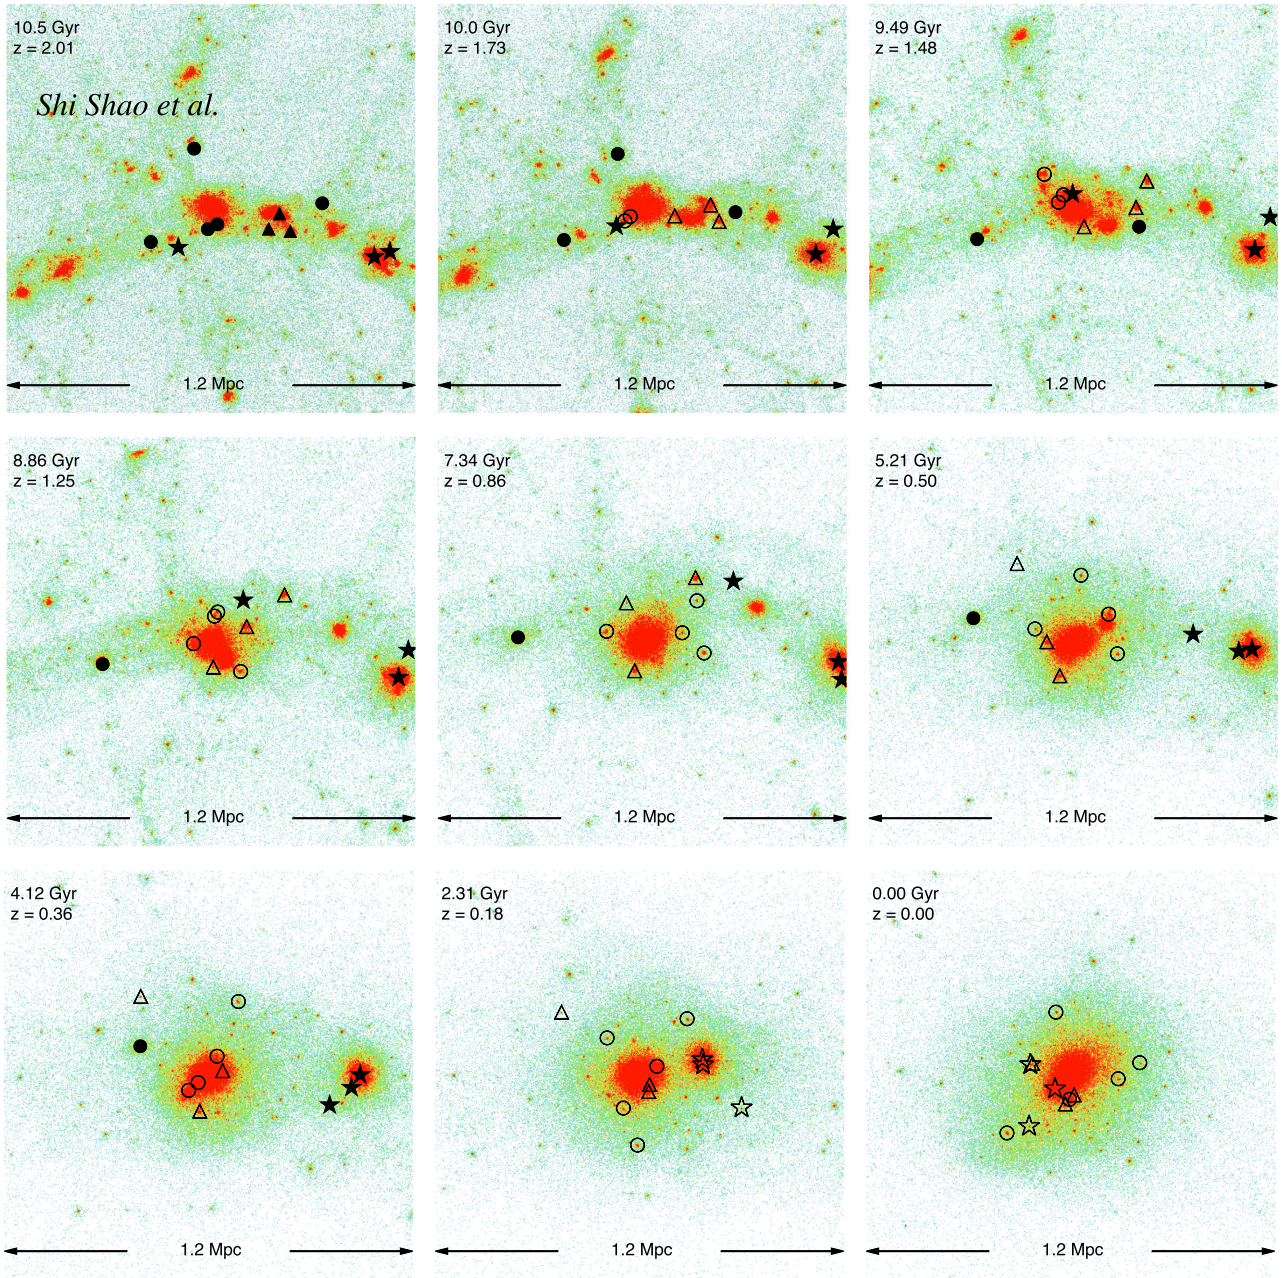 10.5 Gyr
z = 2.01
Shi Shao et al.
1.2 Mpc
10.0 Gyr
z = 1.73
1.2 Mpc
9.49 Gyr
z = 1.48
1.2 Mpc
8.86 Gyr
z = 1.25
1.2 Mpc
7.34 Gyr
z = 0.86
1.2 Mpc
5.21 Gyr
z = 0.50
1.2 Mpc
4.12 Gyr
z = 0.36
1.2 Mpc
2.31 Gyr
z = 0.18
1.2 Mpc
0.00 Gyr
z = 0.00
1.2 Mpc